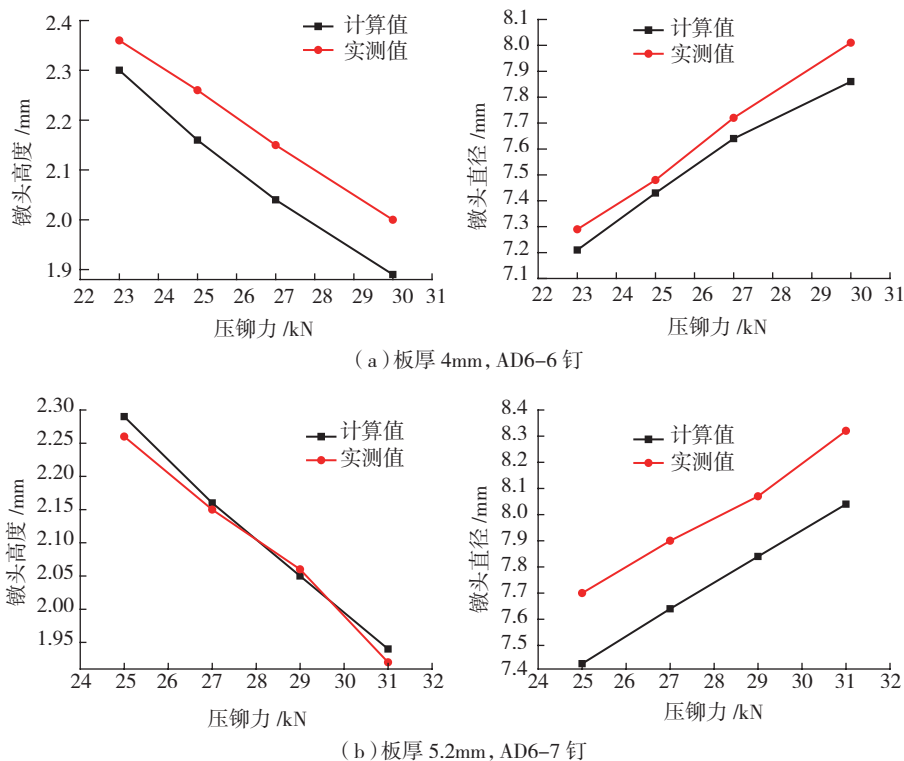 计算值
实测值
2.4
2.3
2.2
2.1
2.0
1.9
镦头高度 /mm
22 23 24 25 26 27 28 29 30 31
压铆力 /kN
计算值
实测值
8.1
8.0
7.9
7.8
7.7
7.6
7.5
7.4
7.3
7.2
7.1
镦头直径 /mm
22 23 24 25 26 27 28 29 30 31
压铆力 /kN
(a)板厚 4mm, AD6-6 钉
计算值
实测值
2.30
2.25
2.20
2.15
2.10
2.05
2.00
1.95
镦头高度 /mm
24 25 26 27 28 29 30 31 32
压铆力 /kN
计算值
实测值
8.4
8.3
8.2
8.1
8.0
7.9
7.8
7.7
7.6
7.5
7.4
镦头直径 /mm
24 25 26 27 28 29 30 31 32
压铆力 /kN
(b)板厚 5.2mm, AD6-7 钉